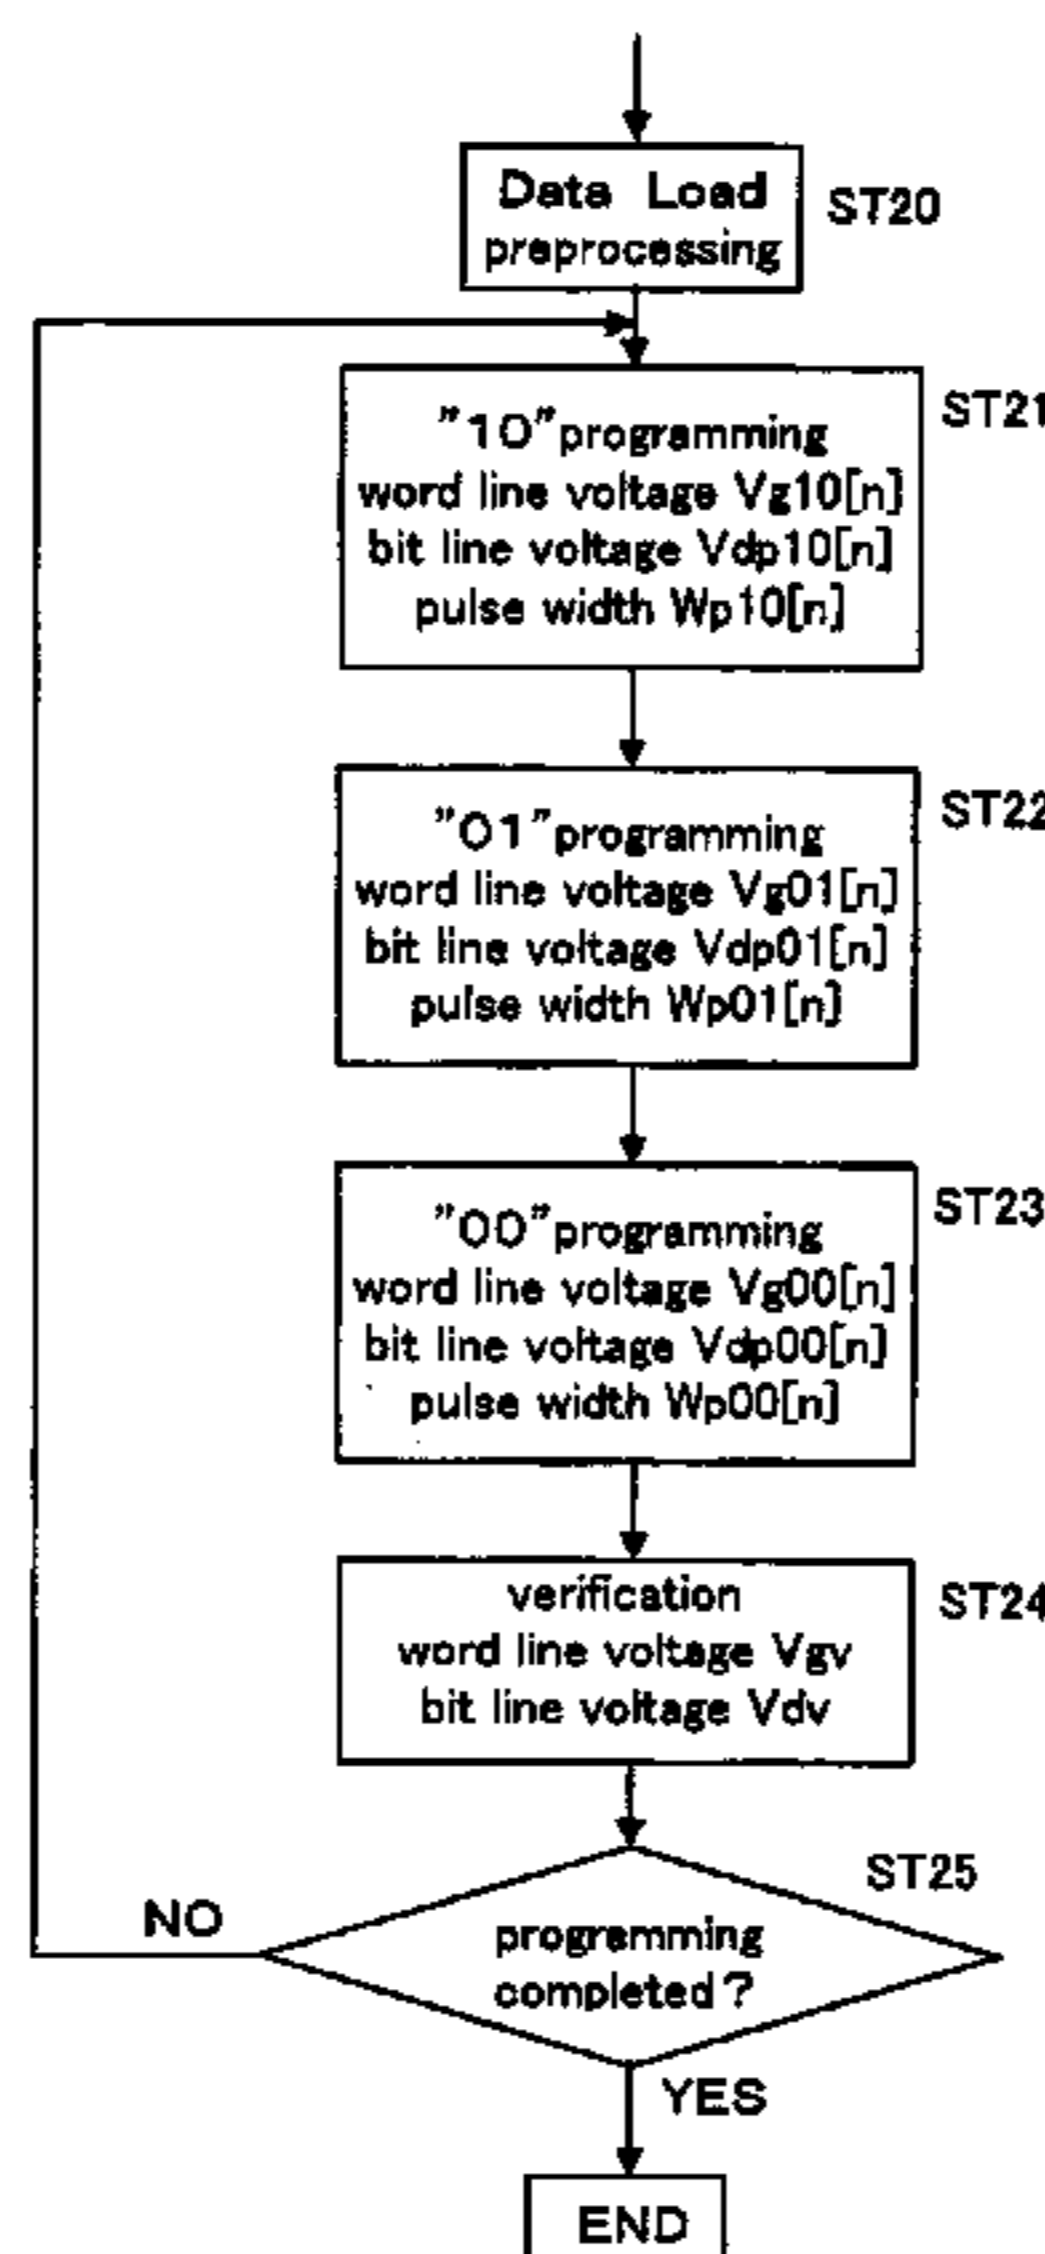 Data Load
preprocessing
ST20
"10"programming
word line voltage Vg10[n]
bit line voltage Vdp10[n]
pulse width Wp10[n]
ST21
"01"programming
word line voltage Vg01[n]
bit line voltage Vdp01[n]
pulse width Wp01[n]
ST22
"00"programming
word line voltage Vg00[n]
bit line voltage Vdp00[n]
pulse width Wp00[n]
ST23
verification
word line voltage Vgv
bit line voltage Vdv
ST24
ST25
programming
completed?
NO
YES
END